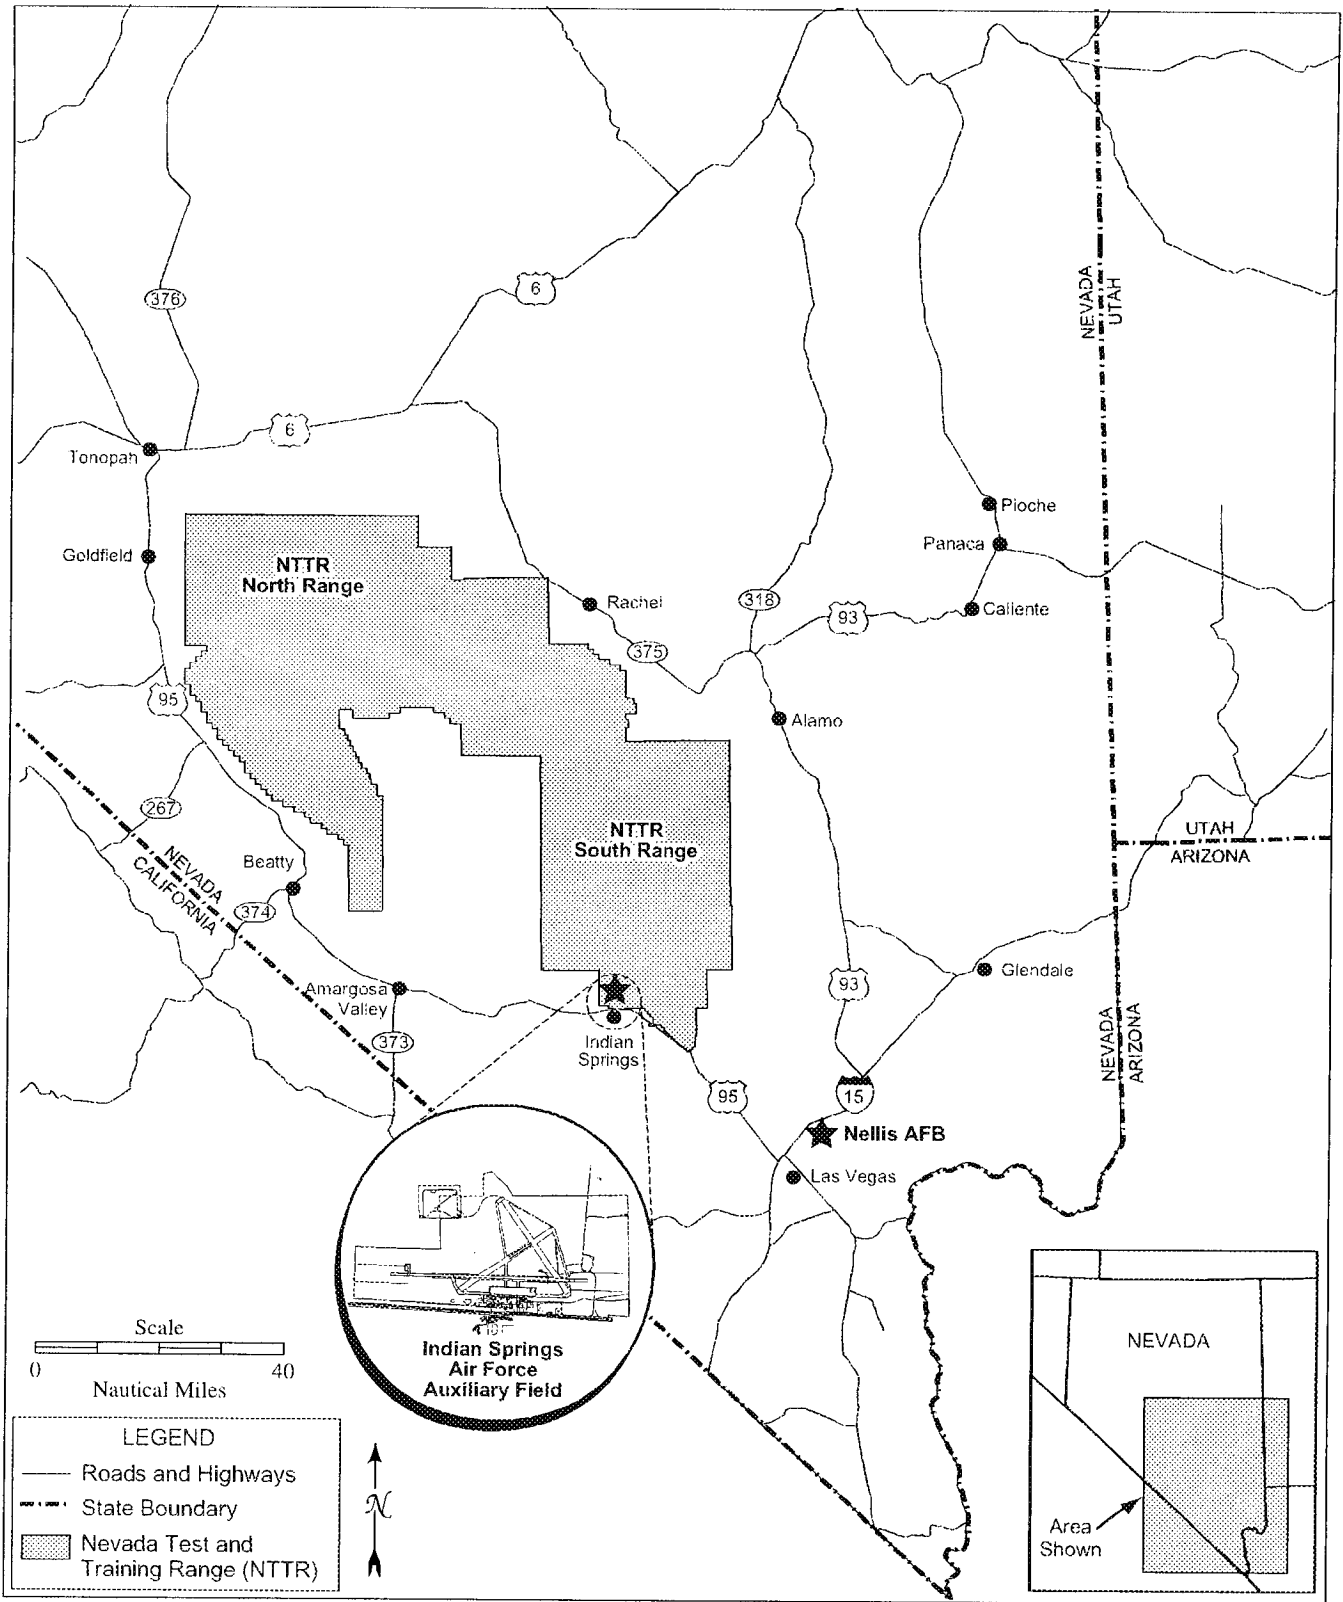 376
6
NEVADA
UTAH
6
Tonopah
Pioche
Goldfield
Panaca
NTTR
North Range
Rachel
318
93
Caliente
375
95
Alamo
267
NTTR
South Range
UTAH
ARIZONA
Beatty
NEVADA
CALIFORNIA
374
Amargosa
Valley
Glendale
93
373
Indian
Springs
NEVADA
ARIZONA
95
15
Nellis AFB
Las Vegas
Indian Springs
Air Force
Auxiliary Field
Scale
0 40
Nautical Miles
LEGEND
Roads and Highways
State Boundary
Nevada Test and
Training Range (NTTR)
N
NEVADA
Area
Shown